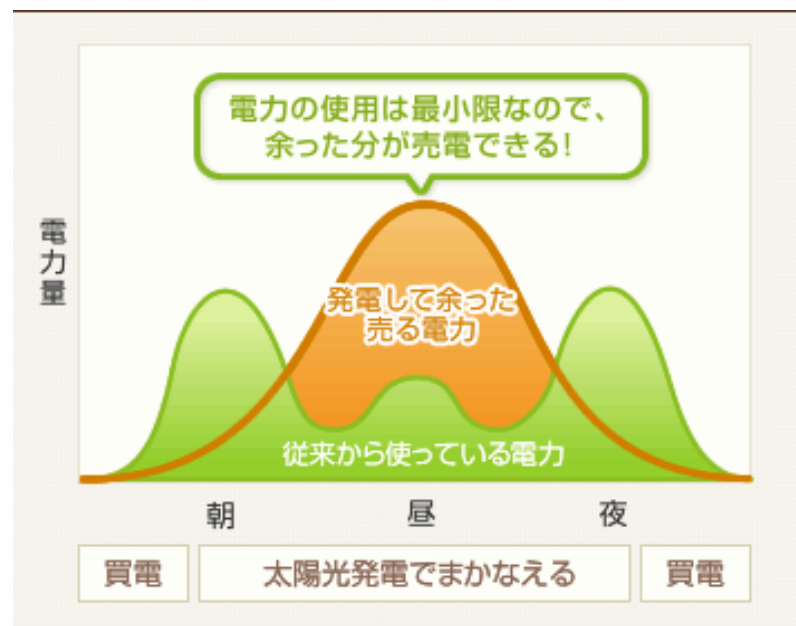 電力の使用は最小限なので、
余った分が売電できる!
電力量
発電して余った
売る電力
従来から使っている電力
朝 昼 夜
買電 太陽光発電でまかなえる 買電